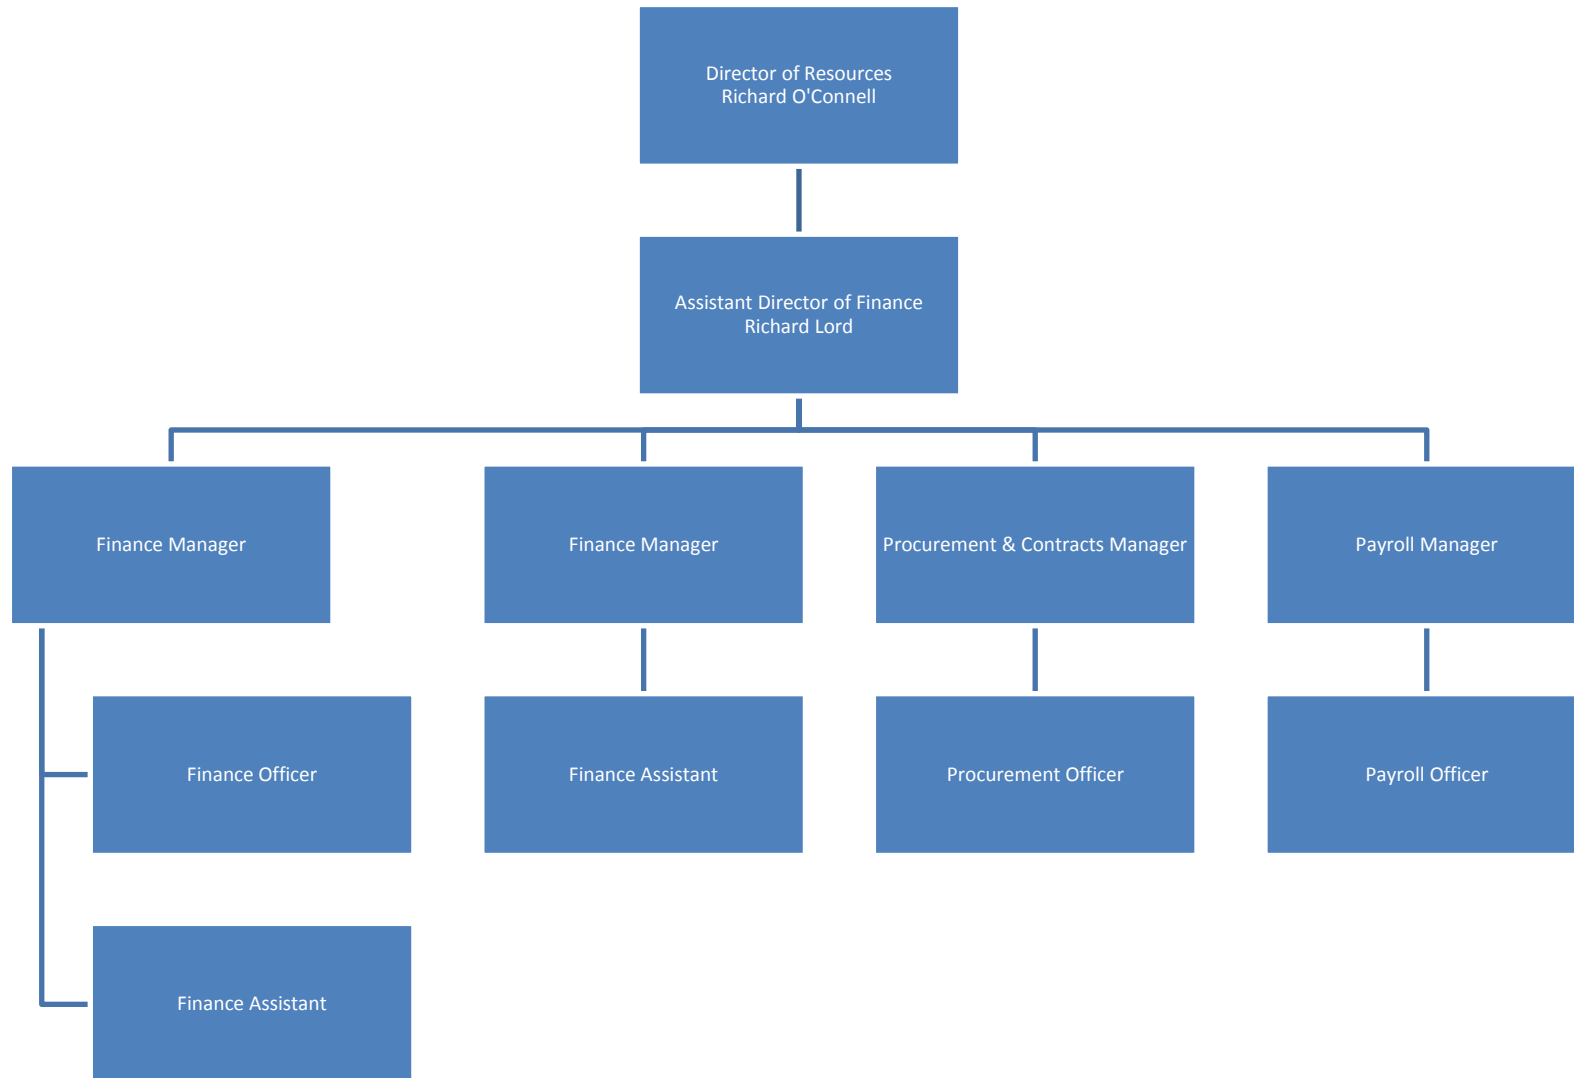 Director of Resources
Richard O'Connell
Assistant Director of Finance
Richard Lord
Finance Manager
Finance Manager
Procurement & Contracts Manager
Payroll Manager
Finance Officer
Finance Assistant
Procurement Officer
Payroll Officer
Finance Assistant